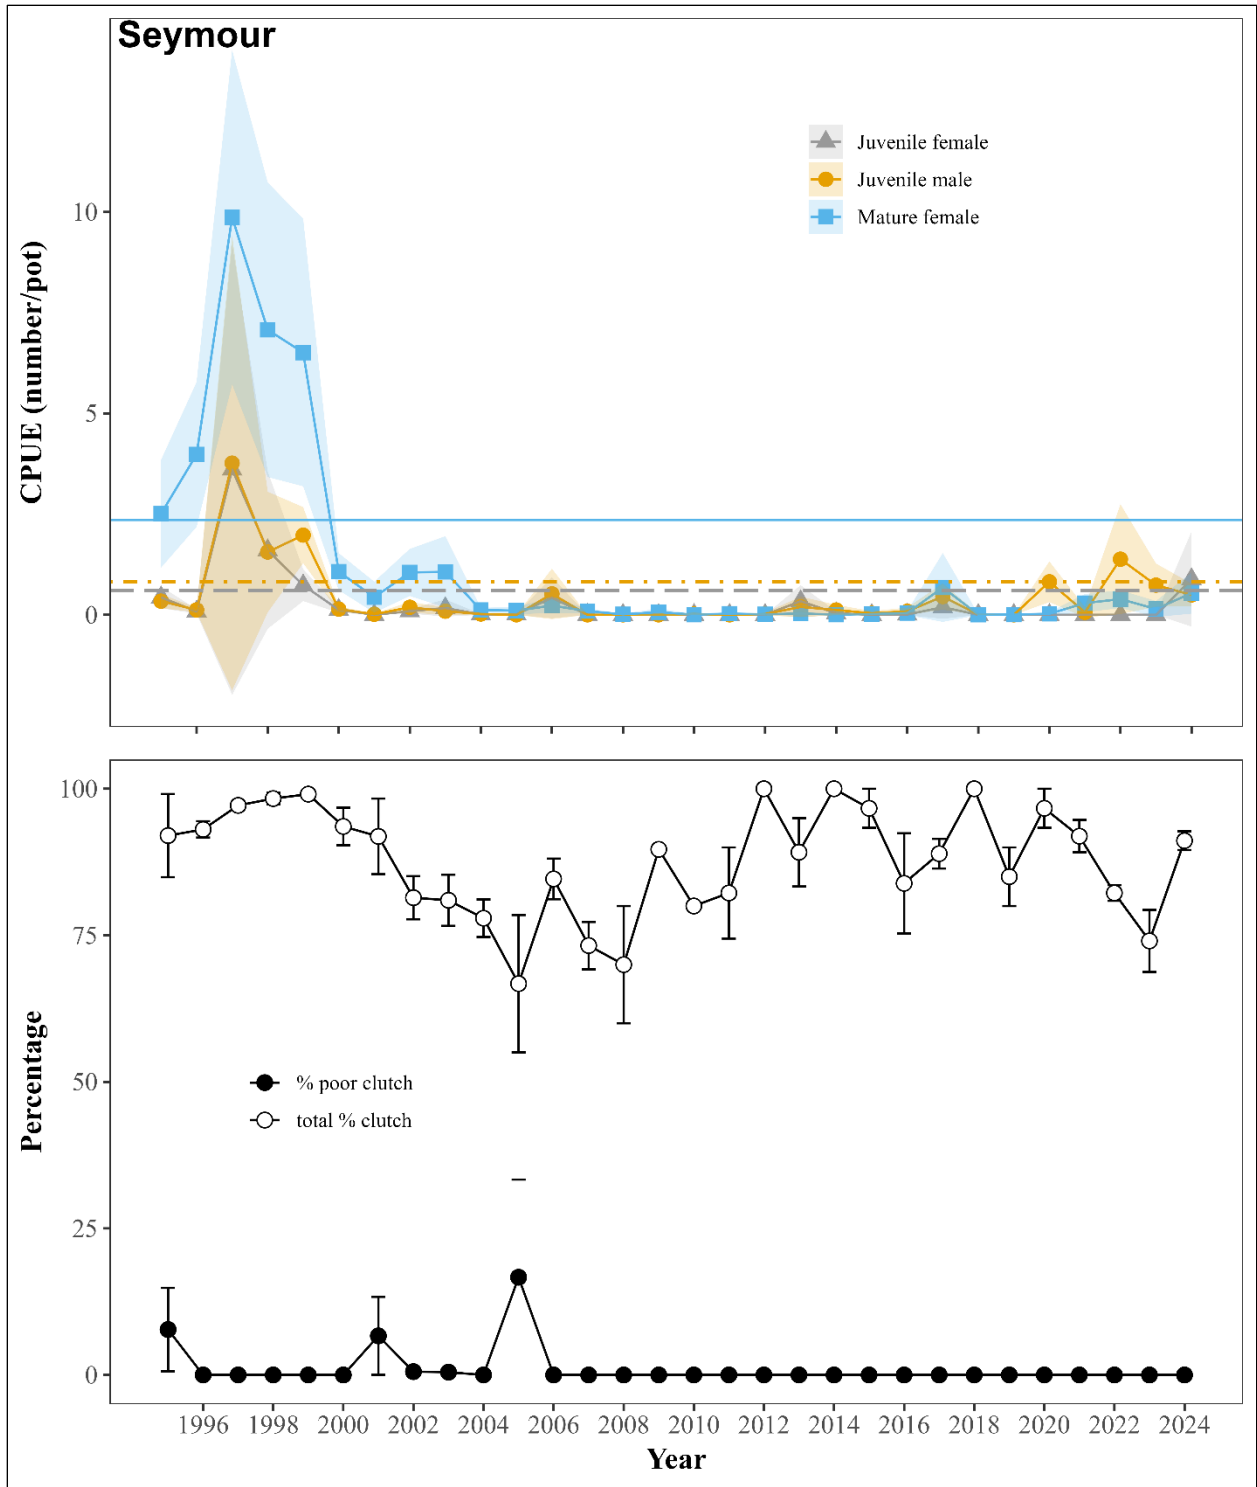 Seymour
CPUE (number/pot)
10
5
0
Juvenile female
Juvenile male
Mature female
Percentage
100
75
50
25
0
% poor clutch
total % clutch
1996 1998 2000 2002 2004 2006 2008 2010 2012 2014 2016 2018 2020 2022 2024
Year